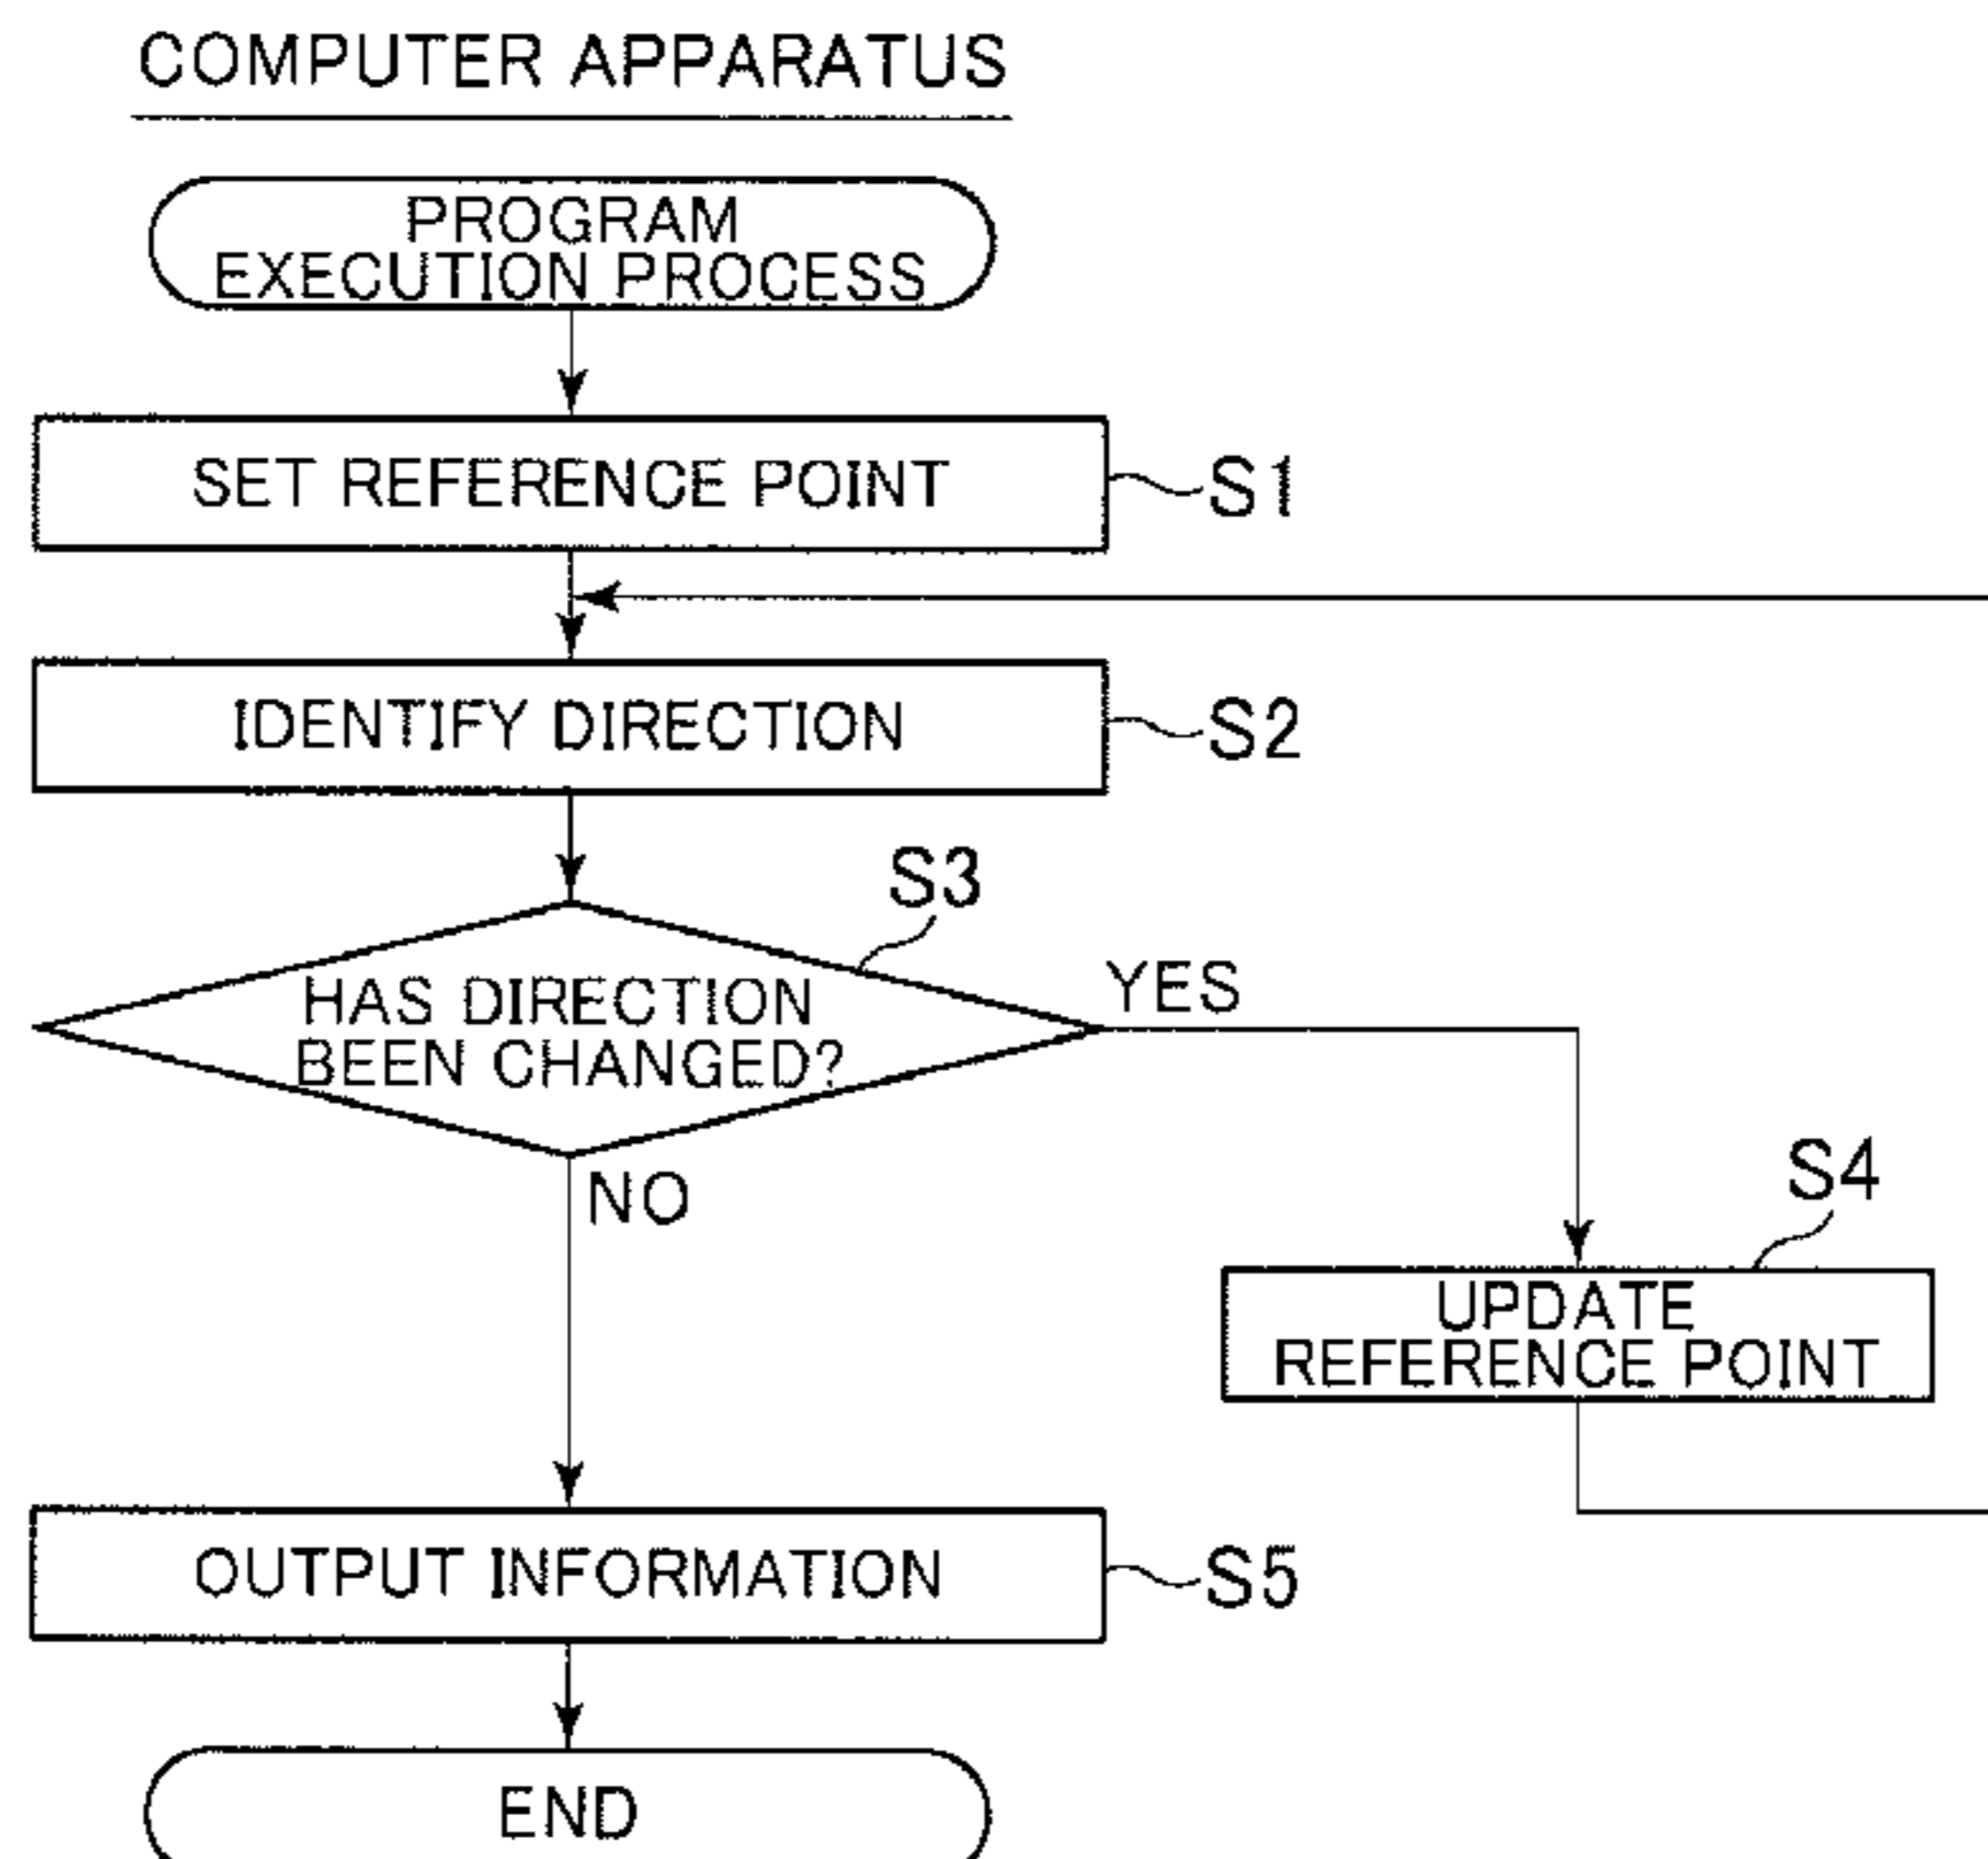 COMPUTER APPARATUS
PROGRAM
EXECUTION PROCESS
SET REFERENCE POINT
S1
IDENTIFY DIRECTION
S2
S3
HAS DIRECTION
BEEN CHANGED?
YES
NO
S4
UPDATE
REFERENCE POINT
OUTPUT INFORMATION
S5
END